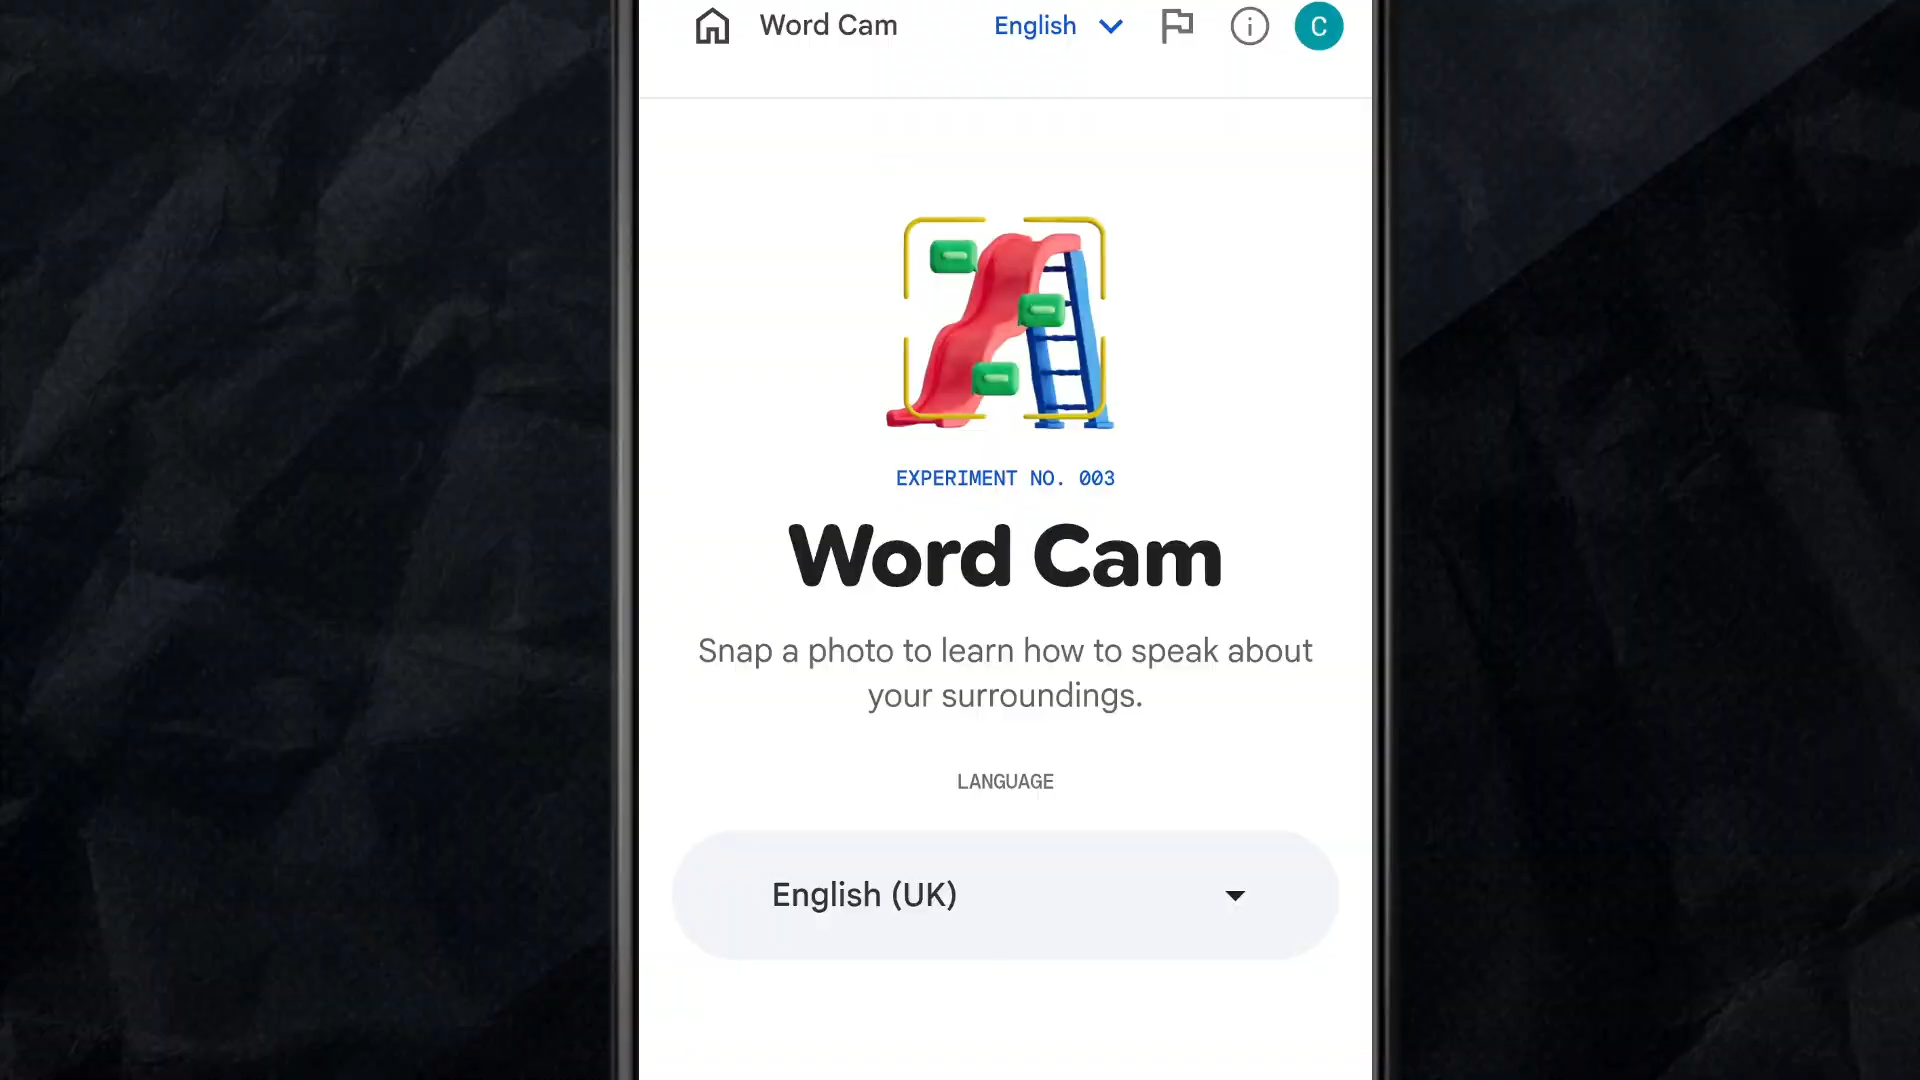 Word Cam English C
EXPERIMENT NO. 003
Word Cam
Snap a photo to learn how to speak about
your surroundings.
LANGUAGE
English (UK)